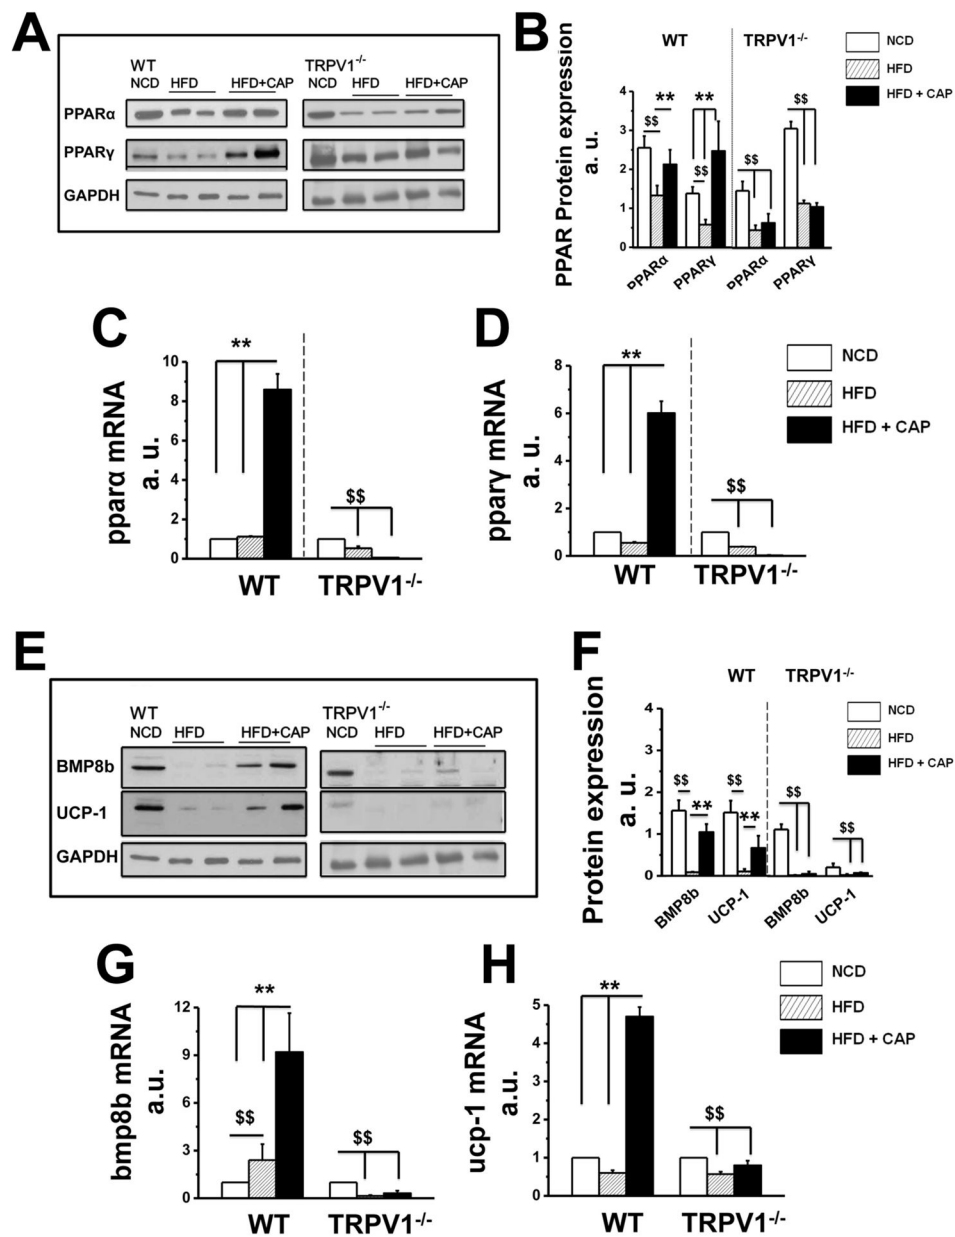 A
WT
NCD HFD HFD+CAP
TRPV1-/-
NCD HFD HFD+CAP
PPARα
PPARγ
GAPDH
B
WT TRPV1-/-
NCD
HFD
HFD + CAP
PPAR Protein expression
a. u.
4
3
2
1
0
$$ ** $$ ** $$ $$
PPARα PPARγ PPARα PPARγ
C
pparα mRNA
a. u.
10
8
6
4
2
0
**
$$
WT TRPV1-/-
D
pparγ mRNA
a. u.
8
6
4
2
0
**
$$
WT TRPV1-/-
NCD
HFD
HFD + CAP
E
WT
NCD HFD HFD+CAP
TRPV1-/-
NCD HFD HFD+CAP
BMP8b
UCP-1
GAPDH
F
WT TRPV1-/-
NCD
HFD
HFD + CAP
Protein expression
a. u.
4
3
2
1
0
$$ ** $$ ** $$ $$
BMP8b UCP-1 BMP8b UCP-1
G
bmp8b mRNA
a.u.
12
9
6
3
0
**
$$ $$
WT TRPV1-/-
H
ucp-1 mRNA
a.u.
5
4
3
2
1
0
**
$$
WT TRPV1-/-
NCD
HFD
HFD + CAP